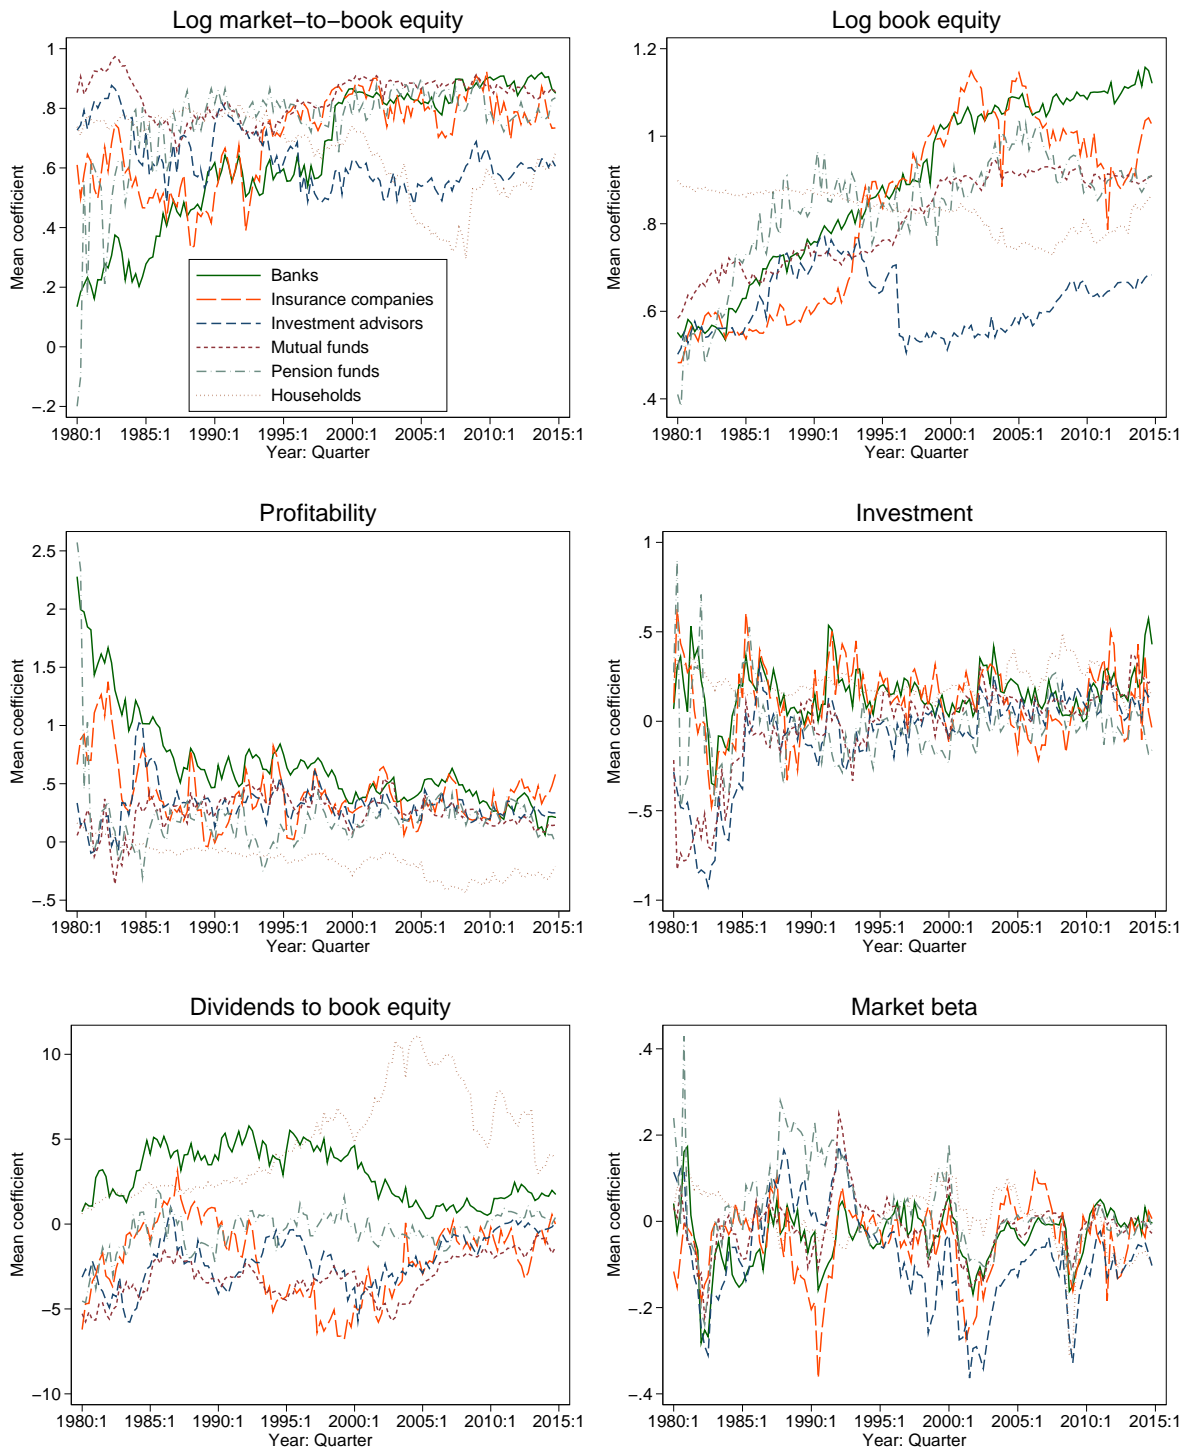 Log market−to−book equity
Mean coefficient
1
.8
.6
.4
.2
0
−.2
Banks
Insurance companies
Investment advisors
Mutual funds
Pension funds
Households
1980:1 1985:1 1990:1 1995:1 2000:1 2005:1 2010:1 2015:1
Year: Quarter
Log book equity
Mean coefficient
1.2
1
.8
.6
.4
1980:1 1985:1 1990:1 1995:1 2000:1 2005:1 2010:1 2015:1
Year: Quarter
Profitability
Mean coefficient
2.5
2
1.5
1
.5
0
−.5
1980:1 1985:1 1990:1 1995:1 2000:1 2005:1 2010:1 2015:1
Year: Quarter
Investment
Mean coefficient
1
.5
0
−.5
−1
1980:1 1985:1 1990:1 1995:1 2000:1 2005:1 2010:1 2015:1
Year: Quarter
Dividends to book equity
Mean coefficient
10
5
0
−5
−10
1980:1 1985:1 1990:1 1995:1 2000:1 2005:1 2010:1 2015:1
Year: Quarter
Market beta
Mean coefficient
.4
.2
0
−.2
−.4
1980:1 1985:1 1990:1 1995:1 2000:1 2005:1 2010:1 2015:1
Year: Quarter